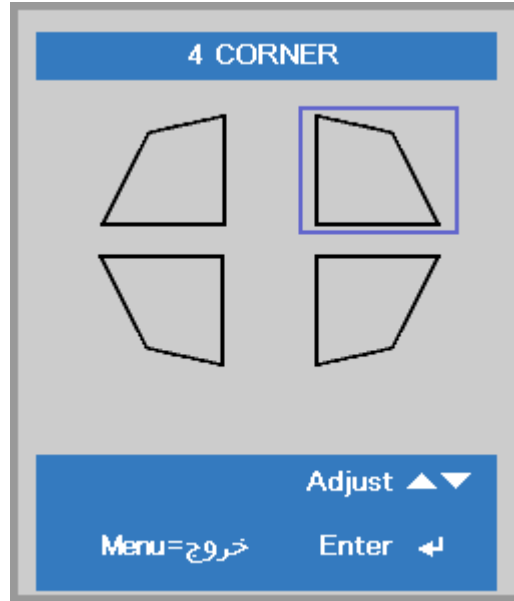 4 CORNER
Adjust ▲▼
Menu=خروج Enter ↵